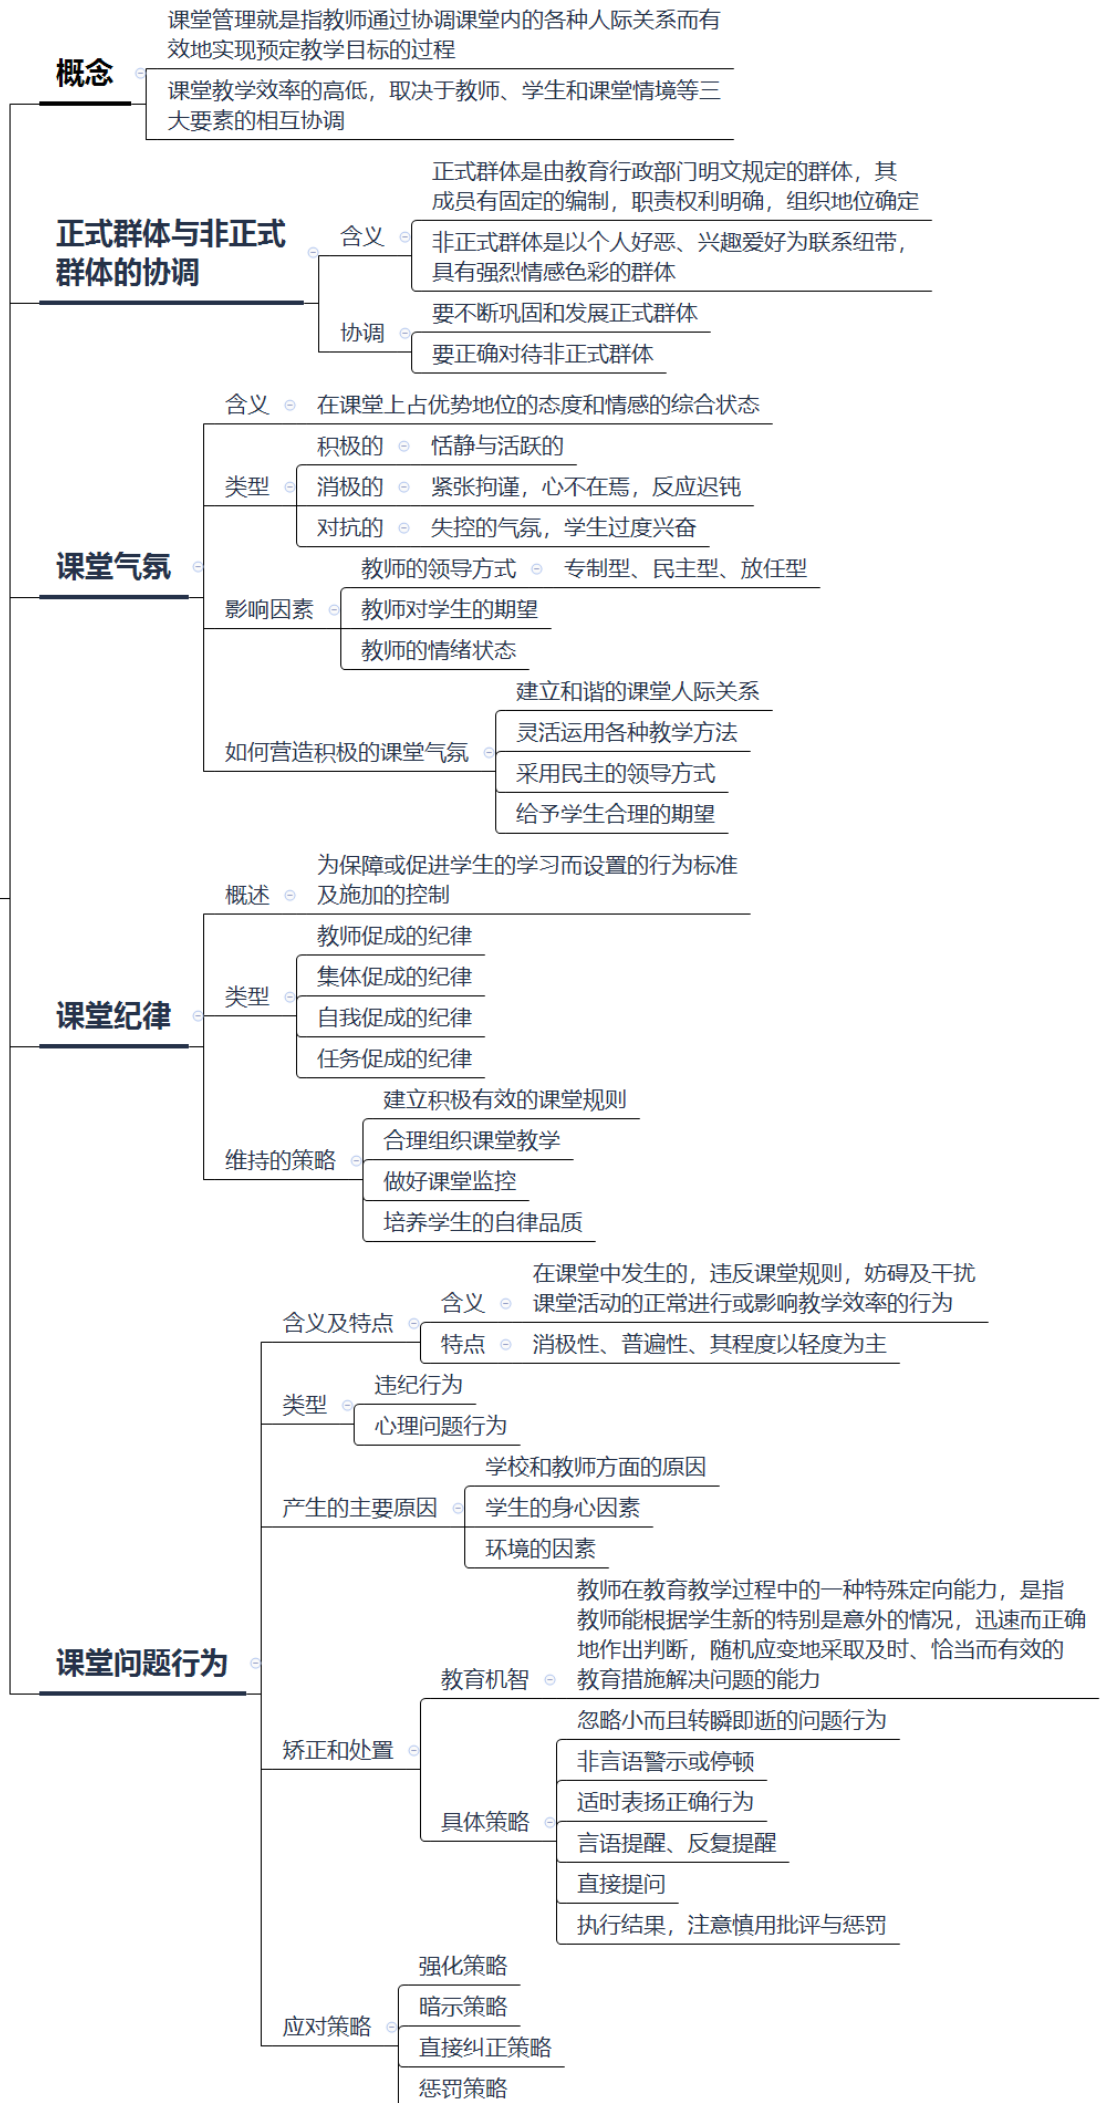 概念
课堂管理就是指教师通过协调课堂内的各种人际关系而有
效地实现预定教学目标的过程
课堂教学效率的高低，取决于教师、学生和课堂情境等三
大要素的相互协调
正式群体与非正式
群体的协调
含义
正式群体是由教育行政部门明文规定的群体，其
成员有固定的编制，职责权利明确，组织地位确定
非正式群体是以个人好恶、兴趣爱好为联系纽带，
具有强烈情感色彩的群体
协调
要不断巩固和发展正式群体
要正确对待非正式群体
课堂气氛
含义
在课堂上占优势地位的态度和情感的综合状态
类型
积极的
恬静与活跃的
消极的
紧张拘谨，心不在焉，反应迟钝
对抗的
失控的气氛，学生过度兴奋
影响因素
教师的领导方式
专制型、民主型、放任型
教师对学生的期望
教师的情绪状态
如何营造积极的课堂气氛
建立和谐的课堂人际关系
灵活运用各种教学方法
采用民主的领导方式
给予学生合理的期望
课堂纪律
概述
为保障或促进学生的学习而设置的行为标准
及施加的控制
类型
教师促成的纪律
集体促成的纪律
自我促成的纪律
任务促成的纪律
维持的策略
建立积极有效的课堂规则
合理组织课堂教学
做好课堂监控
培养学生的自律品质
课堂问题行为
含义及特点
含义
在课堂中发生的，违反课堂规则，妨碍及干扰
课堂活动的正常进行或影响教学效率的行为
特点
消极性、普遍性、其程度以轻度为主
类型
违纪行为
心理问题行为
产生的主要原因
学校和教师方面的原因
学生的身心因素
环境的因素
矫正和处置
教育机智
教师在教育教学过程中的一种特殊定向能力，是指
教师能根据学生新的特别是意外的情况，迅速而正确
地作出判断，随机应变地采取及时、恰当而有效的
教育措施解决问题的能力
具体策略
忽略小而且转瞬即逝的问题行为
非言语警示或停顿
适时表扬正确行为
言语提醒、反复提醒
直接提问
执行结果，注意慎用批评与惩罚
应对策略
强化策略
暗示策略
直接纠正策略
惩罚策略